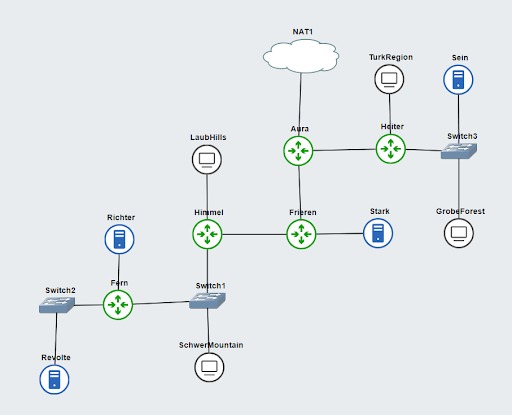 NAT1
TurkRegion
Sein
Aura
Heiter
Switch3
LaubHills
Richter
Himmel
Frieren
Stark
GrobeForest
Switch2
Fern
Switch1
SchwerMountain
Revolte